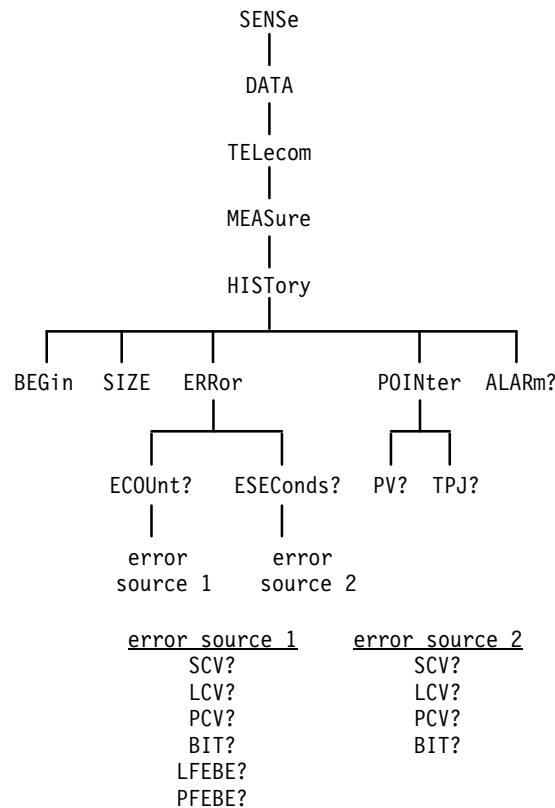 SENSe
DATA
TELecom
MEASure
HISTory
BEGin SIZE ERRor POINter ALARm?
ECOUnt? ESEConds? PV? TPJ?
error error
source 1 source 2
error source 1 error source 2
SCV? SCV?
LCV? LCV?
PCV? PCV?
BIT? BIT?
LFEBE?
PFEBE?